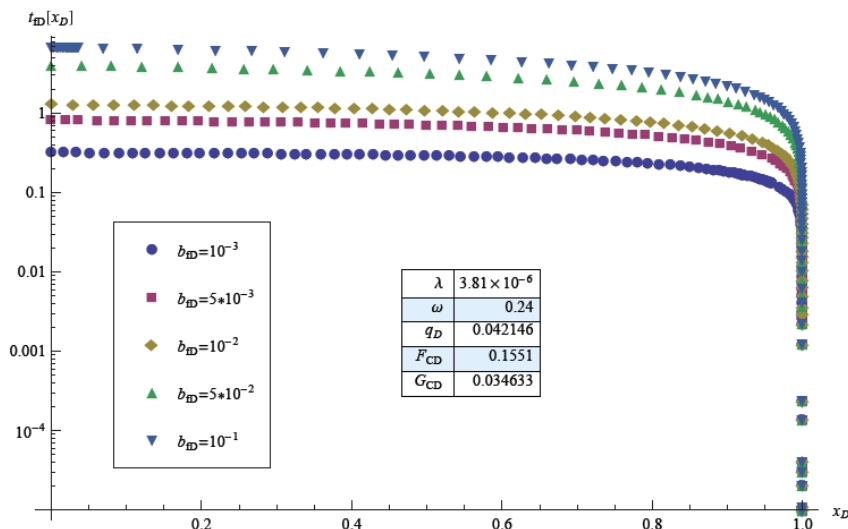 t_fD[x_D]
1
0.1
0.01
0.001
10^-4
b_fD=10^-3
b_fD=5*10^-3
b_fD=10^-2
b_fD=5*10^-2
b_fD=10^-1
λ 3.81×10^-6
ω 0.24
q_D 0.042146
F_CD 0.1551
G_CD 0.034633
0.2 0.4 0.6 0.8 1.0 x_D